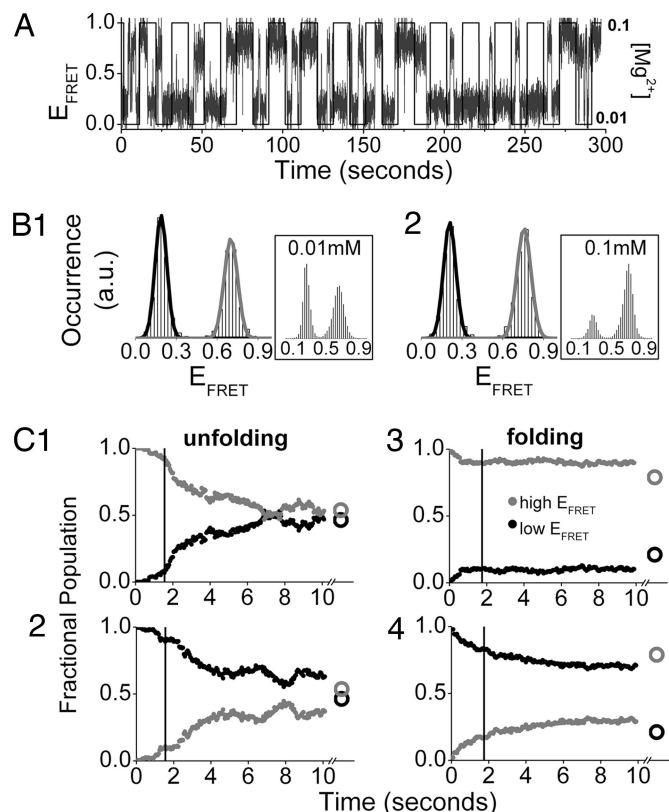 A
E_FRET
1.0
0.5
0.0
0.1
[Mg²⁺]
0.01
0 50 100 150 200 250 300
Time (seconds)
B1
2
Occurrence
(a.u.)
0.01mM
0.1 0.5 0.9
0.1mM
0.1 0.5 0.9
0.0 0.3 0.6 0.9
0.0 0.3 0.6 0.9
E_FRET
E_FRET
C1
unfolding
3
folding
1.0
0.5
0.0
0 2 4 6 8 10
1.0
0.5
0.0
high E_FRET
low E_FRET
0 2 4 6 8 10
Fractional Population
2
1.0
0.5
0.0
0 2 4 6 8 10
4
1.0
0.5
0.0
0 2 4 6 8 10
Time (seconds)